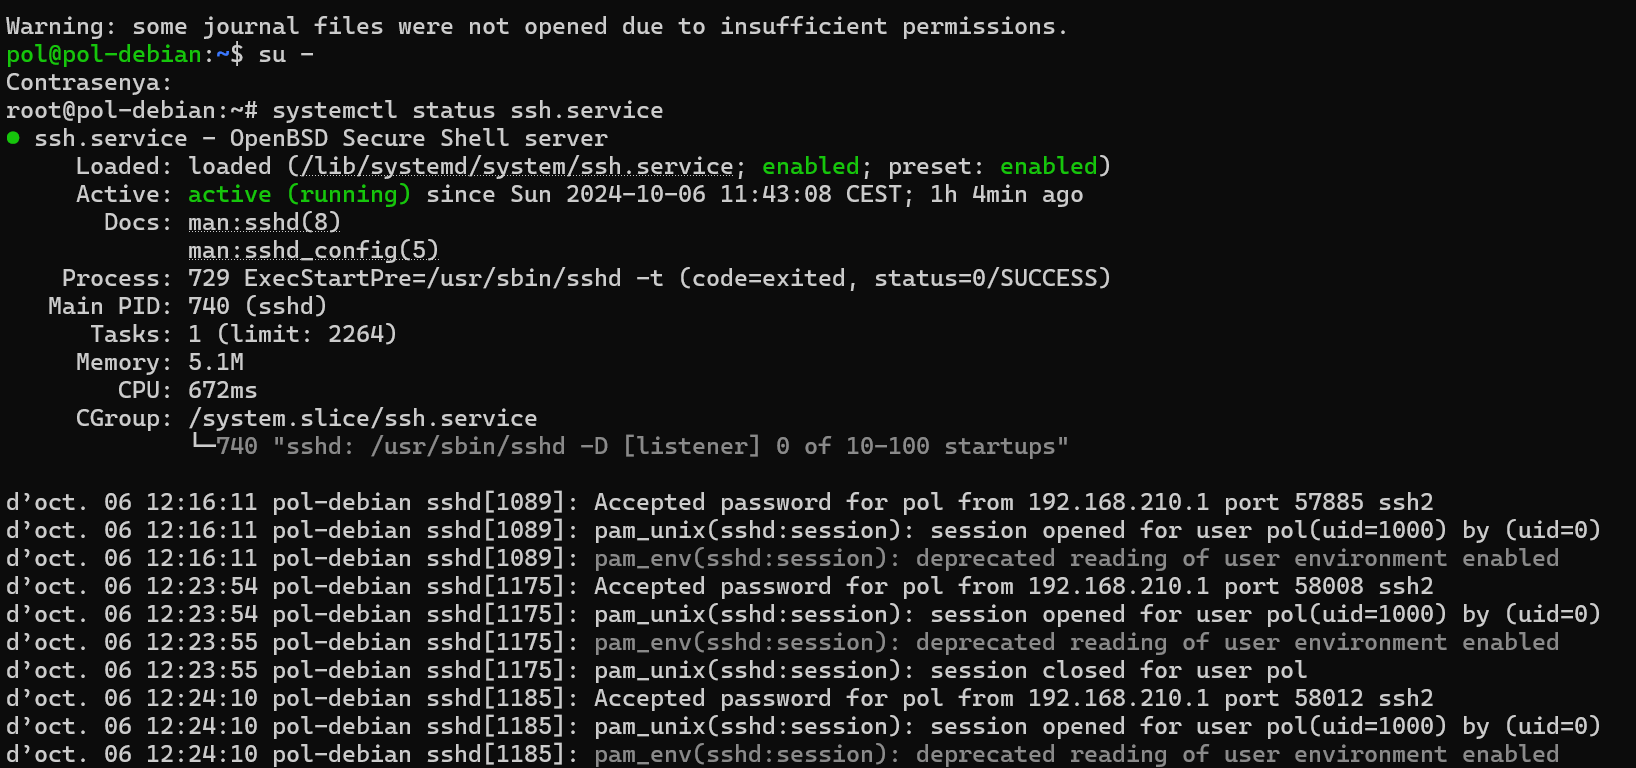 Warning: some journal files were not opened due to insufficient permissions.
pol@pol-debian:~$ su -
Contrasenya:
root@pol-debian:~# systemctl status ssh.service
● ssh.service - OpenBSD Secure Shell server
     Loaded: loaded (/lib/systemd/system/ssh.service; enabled; preset: enabled)
     Active: active (running) since Sun 2024-10-06 11:43:08 CEST; 1h 4min ago
       Docs: man:sshd(8)
             man:sshd_config(5)
    Process: 729 ExecStartPre=/usr/sbin/sshd -t (code=exited, status=0/SUCCESS)
   Main PID: 740 (sshd)
      Tasks: 1 (limit: 2264)
     Memory: 5.1M
        CPU: 672ms
     CGroup: /system.slice/ssh.service
             └─740 "sshd: /usr/sbin/sshd -D [listener] 0 of 10-100 startups"
d’oct. 06 12:16:11 pol-debian sshd[1089]: Accepted password for pol from 192.168.210.1 port 57885 ssh2
d’oct. 06 12:16:11 pol-debian sshd[1089]: pam_unix(sshd:session): session opened for user pol(uid=1000) by (uid=0)
d’oct. 06 12:16:11 pol-debian sshd[1089]: pam_env(sshd:session): deprecated reading of user environment enabled
d’oct. 06 12:23:54 pol-debian sshd[1175]: Accepted password for pol from 192.168.210.1 port 58008 ssh2
d’oct. 06 12:23:54 pol-debian sshd[1175]: pam_unix(sshd:session): session opened for user pol(uid=1000) by (uid=0)
d’oct. 06 12:23:55 pol-debian sshd[1175]: pam_env(sshd:session): deprecated reading of user environment enabled
d’oct. 06 12:23:55 pol-debian sshd[1175]: pam_unix(sshd:session): session closed for user pol
d’oct. 06 12:24:10 pol-debian sshd[1185]: Accepted password for pol from 192.168.210.1 port 58012 ssh2
d’oct. 06 12:24:10 pol-debian sshd[1185]: pam_unix(sshd:session): session opened for user pol(uid=1000) by (uid=0)
d’oct. 06 12:24:10 pol-debian sshd[1185]: pam_env(sshd:session): deprecated reading of user environment enabled